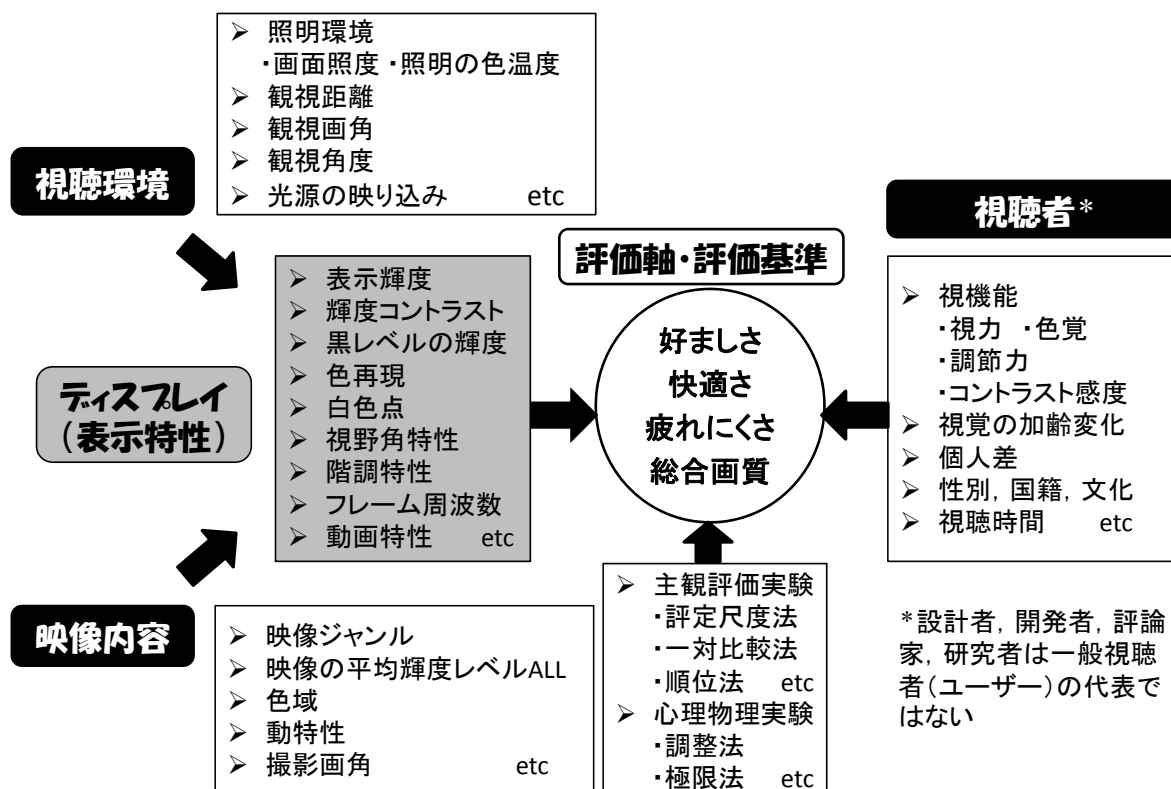 ➢ 照明環境
・画面照度 ・照明の色温度
➢ 観視距離
➢ 観視画角
➢ 観視角度
➢ 光源の映り込み etc
視聴環境
ディスプレイ
(表示特性)
➢ 表示輝度
➢ 輝度コントラスト
➢ 黒レベルの輝度
➢ 色再現
➢ 白色点
➢ 視野角特性
➢ 階調特性
➢ フレーム周波数
➢ 動画特性 etc
映像内容
➢ 映像ジャンル
➢ 映像の平均輝度レベルALL
➢ 色域
➢ 動特性
➢ 撮影画角 etc
評価軸・評価基準
好ましさ
快適さ
疲れにくさ
総合画質
➢ 主観評価実験
・評定尺度法
・一対比較法
・順位法 etc
➢ 心理物理実験
・調整法
・極限法 etc
視聴者*
➢ 視機能
・視力 ・色覚
・調節力
・コントラスト感度
➢ 視覚の加齢変化
➢ 個人差
➢ 性別, 国籍, 文化
➢ 視聴時間 etc
*設計者, 開発者, 評論
家, 研究者は一般視聴
者(ユーザー)の代表で
はない